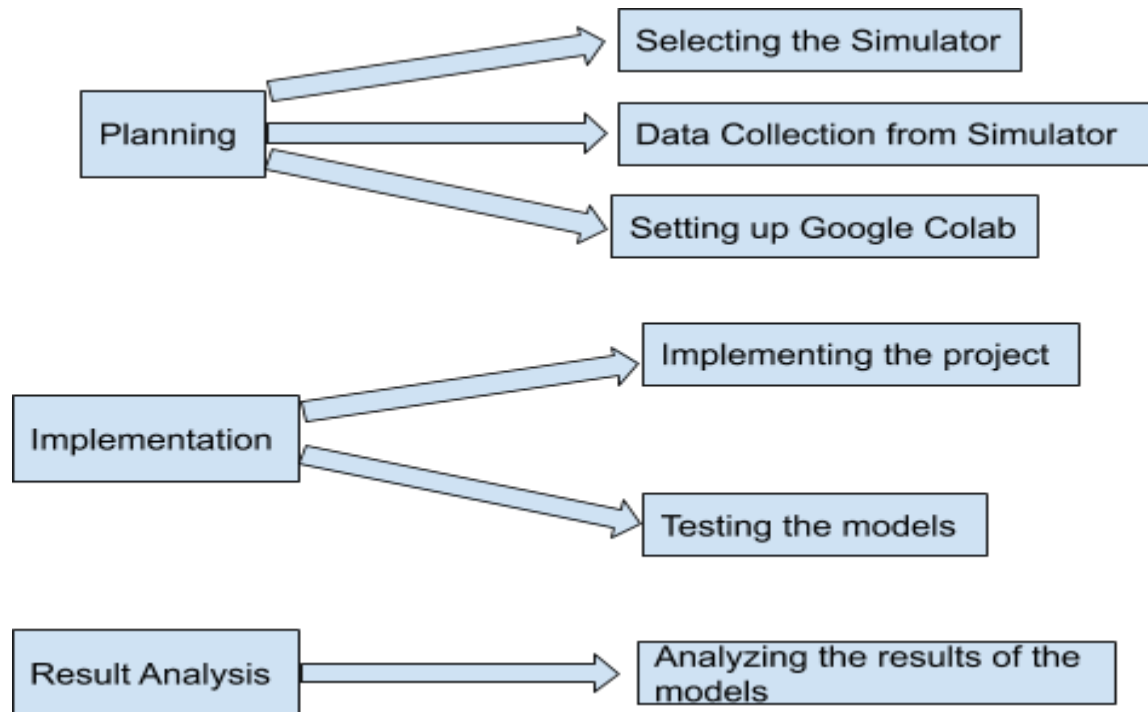 Selecting the Simulator
Planning
Data Collection from Simulator
Setting up Google Colab
Implementing the project
Implementation
Testing the models
Result Analysis
Analyzing the results of the
models